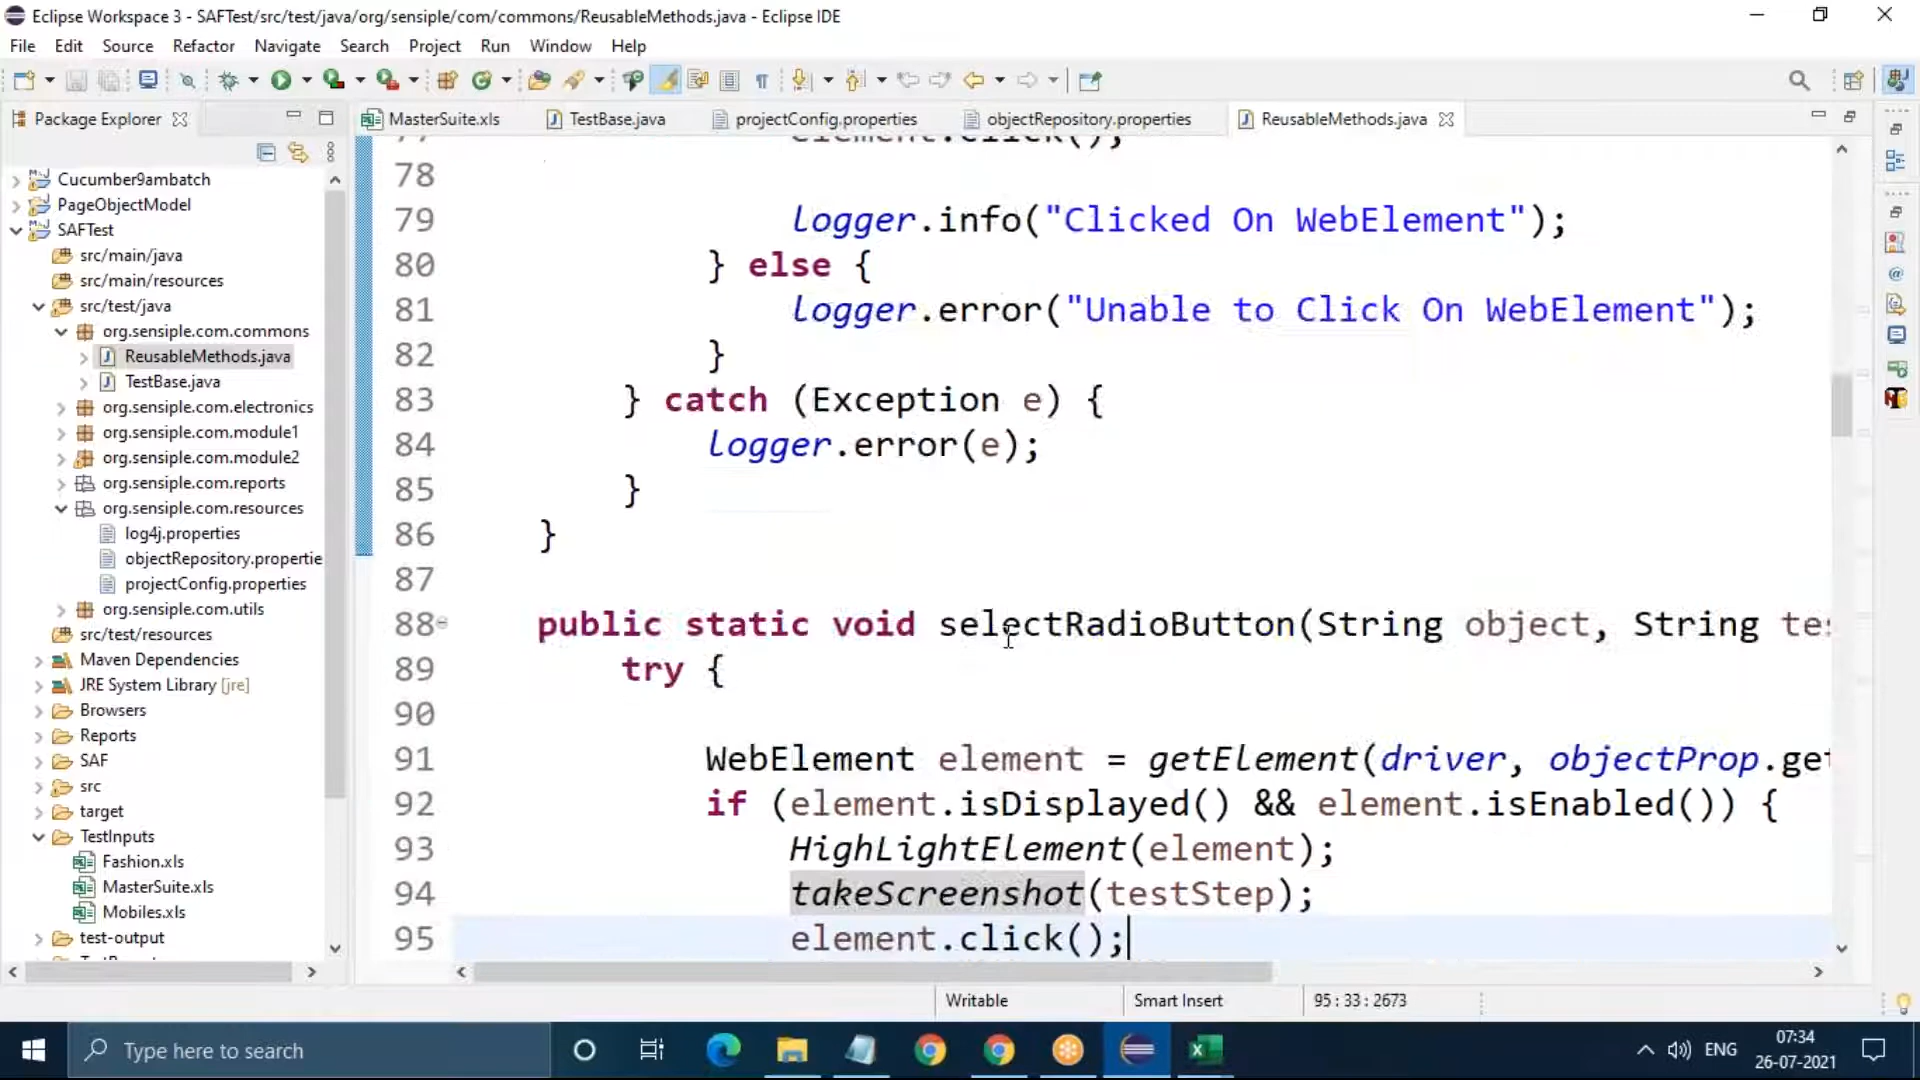 Eclipse Workspace 3 - SAFTest/src/test/java/org/sensiple/com/commons/ReusableMethods.java - Eclipse IDE
File Edit Source Refactor Navigate Search Project Run Window Help
Package Explorer
MasterSuite.xls TestBase.java projectConfig.properties objectRepository.properties ReusableMethods.java
Cucumber9ambatch
PageObjectModel
SAFTest
src/main/java
src/main/resources
src/test/java
org.sensiple.com.commons
ReusableMethods.java
TestBase.java
org.sensiple.com.electronics
org.sensiple.com.module1
org.sensiple.com.module2
org.sensiple.com.reports
org.sensiple.com.resources
log4j.properties
objectRepository.propertie
projectConfig.properties
org.sensiple.com.utils
src/test/resources
Maven Dependencies
JRE System Library [jre]
Browsers
Reports
SAF
src
target
TestInputs
Fashion.xls
MasterSuite.xls
Mobiles.xls
test-output
77 element.click();
78
79 logger.info("Clicked On WebElement");
80 } else {
81 logger.error("Unable to Click On WebElement");
82 }
83 } catch (Exception e) {
84 logger.error(e);
85 }
86 }
87
88 public static void selectRadioButton(String object, String tes
89 try {
90
91 WebElement element = getElement(driver, objectProp.get
92 if (element.isDisplayed() && element.isEnabled()) {
93 HighLightElement(element);
94 takeScreenshot(testStep);
95 element.click();
Writable Smart Insert 95 : 33 : 2673
Type here to search
ENG
07:34
26-07-2021